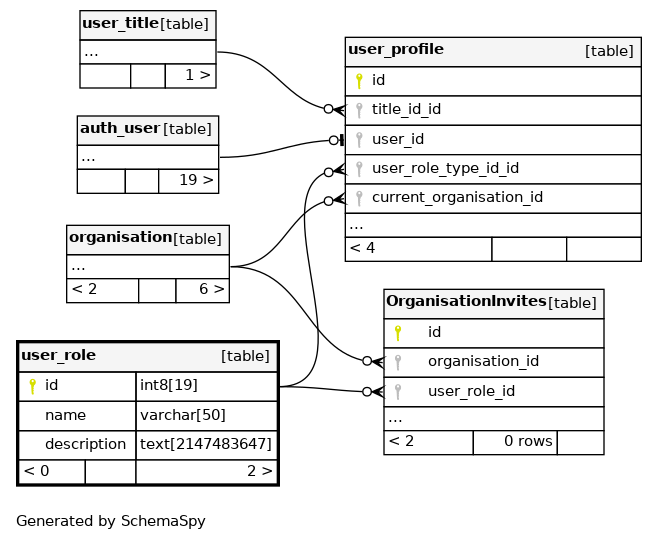 user_title [table]
...
1 >
auth_user [table]
...
19 >
organisation [table]
...
< 2 6 >
user_role [table]
id int8[19]
name varchar[50]
description text[2147483647]
< 0 2 >
user_profile [table]
id
title_id_id
user_id
user_role_type_id_id
current_organisation_id
...
< 4
OrganisationInvites [table]
id
organisation_id
user_role_id
...
< 2 0 rows
Generated by SchemaSpy